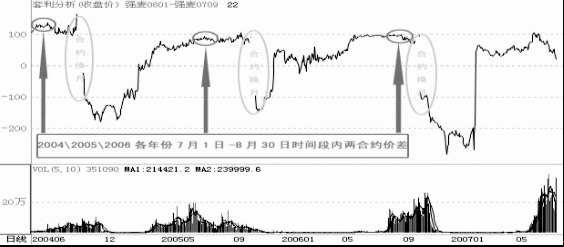 套利分析(收盘价) 强麦0801-强麦0709 22
100
0
-100
-200
合约换月
合约换月
合约换月
2004\2005\2006 各年份 7 月 1 日 -8 月 30 日时间段内两合约价差
VOL(5,10) 351090 MA1:214421.2 MA2:239999.6
20万
日线 200406 12 200505 09 200601 05 09 200701 05